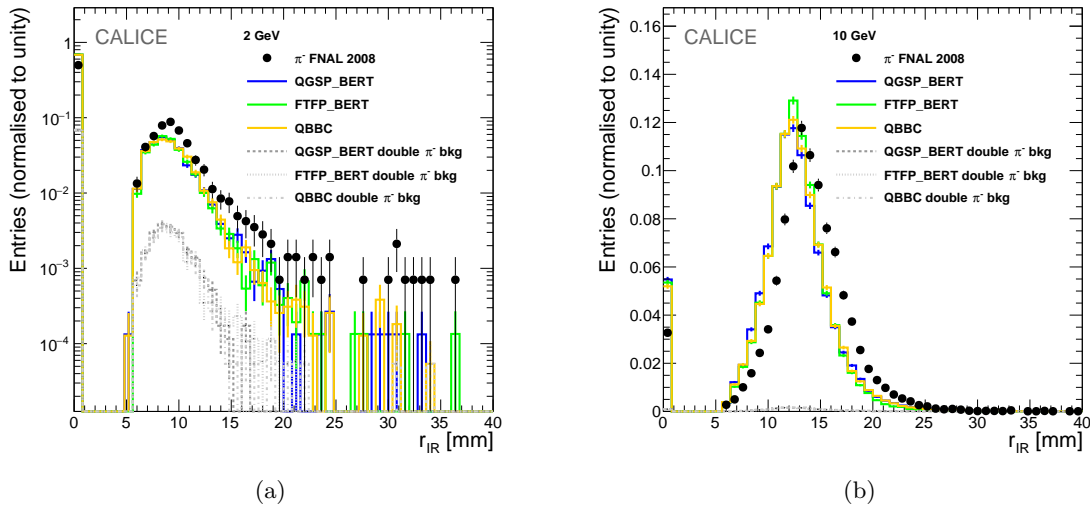 Entries (normalised to unity)
CALICE
2 GeV
π⁻ FNAL 2008
QGSP_BERT
FTFP_BERT
QBBC
QGSP_BERT double π⁻ bkg
FTFP_BERT double π⁻ bkg
QBBC double π⁻ bkg
1
10⁻¹
10⁻²
10⁻³
10⁻⁴
0 5 10 15 20 25 30 35 40
r_IR [mm]
(a)
Entries (normalised to unity)
CALICE
10 GeV
π⁻ FNAL 2008
QGSP_BERT
FTFP_BERT
QBBC
QGSP_BERT double π⁻ bkg
FTFP_BERT double π⁻ bkg
QBBC double π⁻ bkg
0.16
0.14
0.12
0.1
0.08
0.06
0.04
0.02
0
0 5 10 15 20 25 30 35 40
r_IR [mm]
(b)